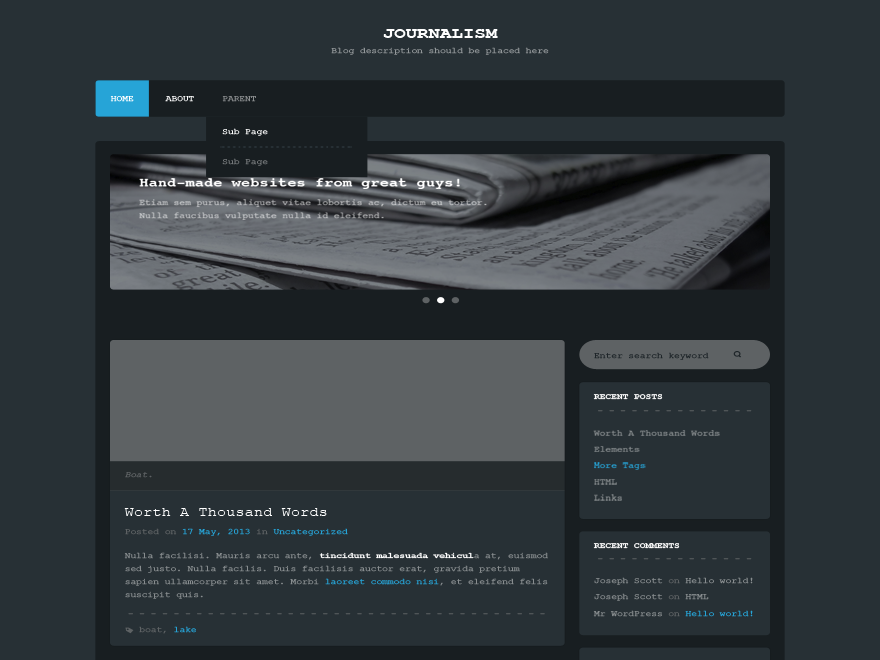 JOURNALISM
Blog description should be placed here
HOME ABOUT PARENT
Sub Page
Sub Page
Hand-made websites from great guys!
Etiam sem purus, aliquet vitae lobortis ac, dictum eu tortor.
Nulla faucibus vulputate nulla id eleifend.
Enter search keyword
Boat.
Worth A Thousand Words
Posted on 17 May, 2013 in Uncategorized
Nulla facilisi. Mauris arcu ante, tincidunt malesuada vehicula at, euismod
sed justo. Nulla facilis. Duis facilisis auctor erat, gravida pretium
sapien ullamcorper sit amet. Morbi laoreet commodo nisi, et eleifend felis
suscipit quis.
boat, lake
RECENT POSTS
Worth A Thousand Words
Elements
More Tags
HTML
Links
RECENT COMMENTS
Joseph Scott on Hello world!
Joseph Scott on HTML
Mr WordPress on Hello world!